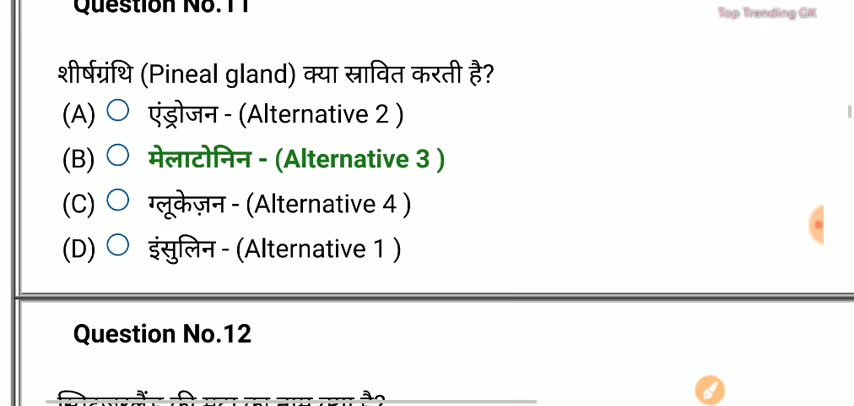 Question No.11
Top Trending GK
शीर्षग्रंथि (Pineal gland) क्या स्रावित करती है?
(A) एंड्रोजन - (Alternative 2 )
(B) मेलाटोनिन - (Alternative 3 )
(C) ग्लूकेज़न - (Alternative 4 )
(D) इंसुलिन - (Alternative 1 )
Question No.12
स्विटजरलैंड की मुद्रा का नाम क्या है?